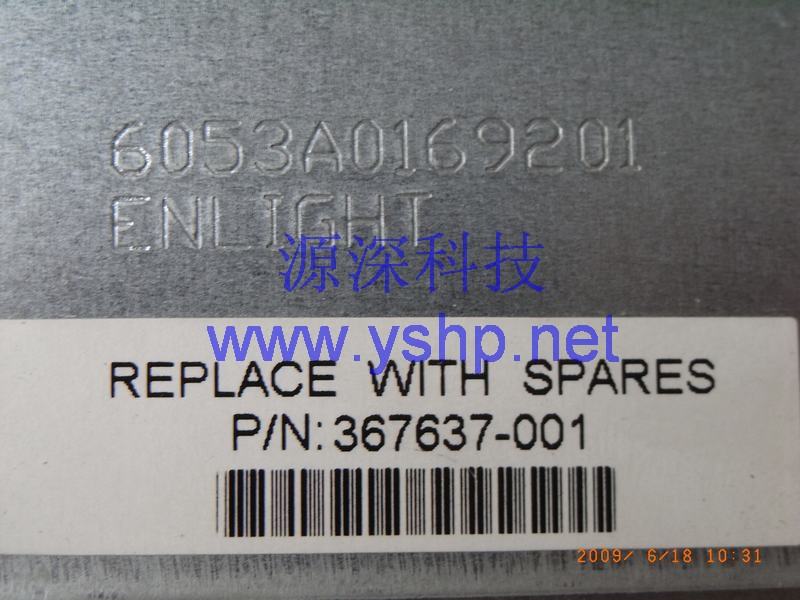 6053A0169201
ENLIGHT
源深科技
www.yshp.net
REPLACE WITH SPARES
P/N: 367637-001
2009/ 6/18 10:31